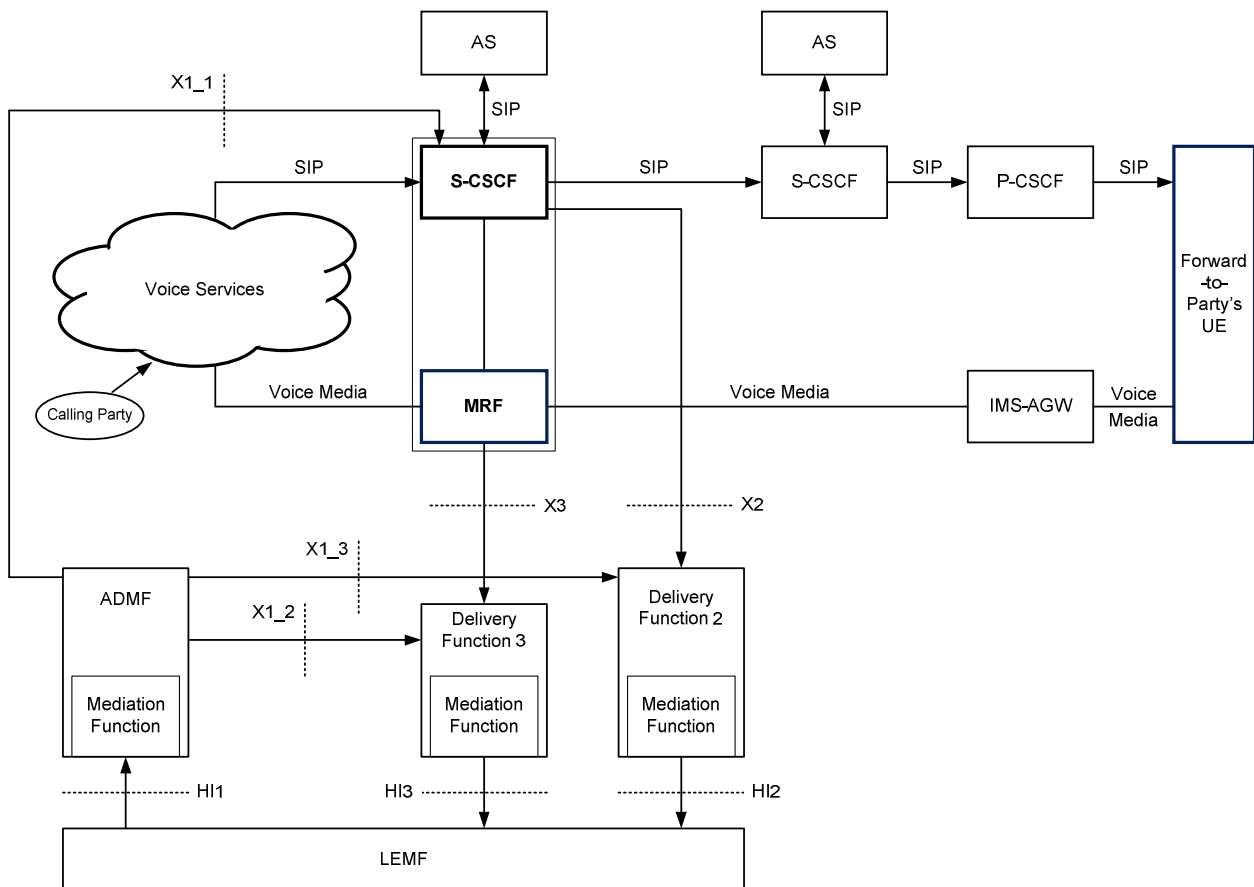 AS
AS
X1_1
SIP
SIP
SIP
S-CSCF
SIP
S-CSCF
SIP
P-CSCF
SIP
Forward
-to-
Party's
UE
Voice Services
Calling Party
Voice Media
MRF
Voice Media
IMS-AGW
Voice
Media
X3
X2
X1_3
ADMF
X1_2
Delivery
Function 3
Delivery
Function 2
Mediation
Function
Mediation
Function
Mediation
Function
HI1
HI3
HI2
LEMF